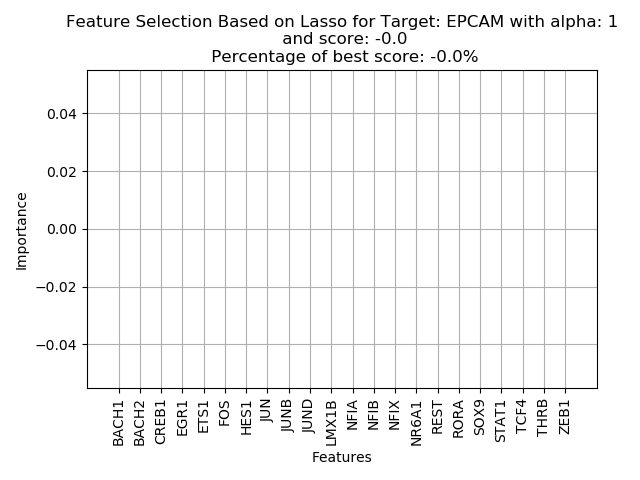 Feature Selection Based on Lasso for Target: EPCAM with alpha: 1
and score: -0.0
Percentage of best score: -0.0%
Importance
0.04
0.02
0.00
−0.02
−0.04
BACH1
BACH2
CREB1
EGR1
ETS1
FOS
HES1
JUN
JUNB
JUND
LMX1B
NFIA
NFIB
NFIX
NR6A1
REST
RORA
SOX9
STAT1
TCF4
THRB
ZEB1
Features